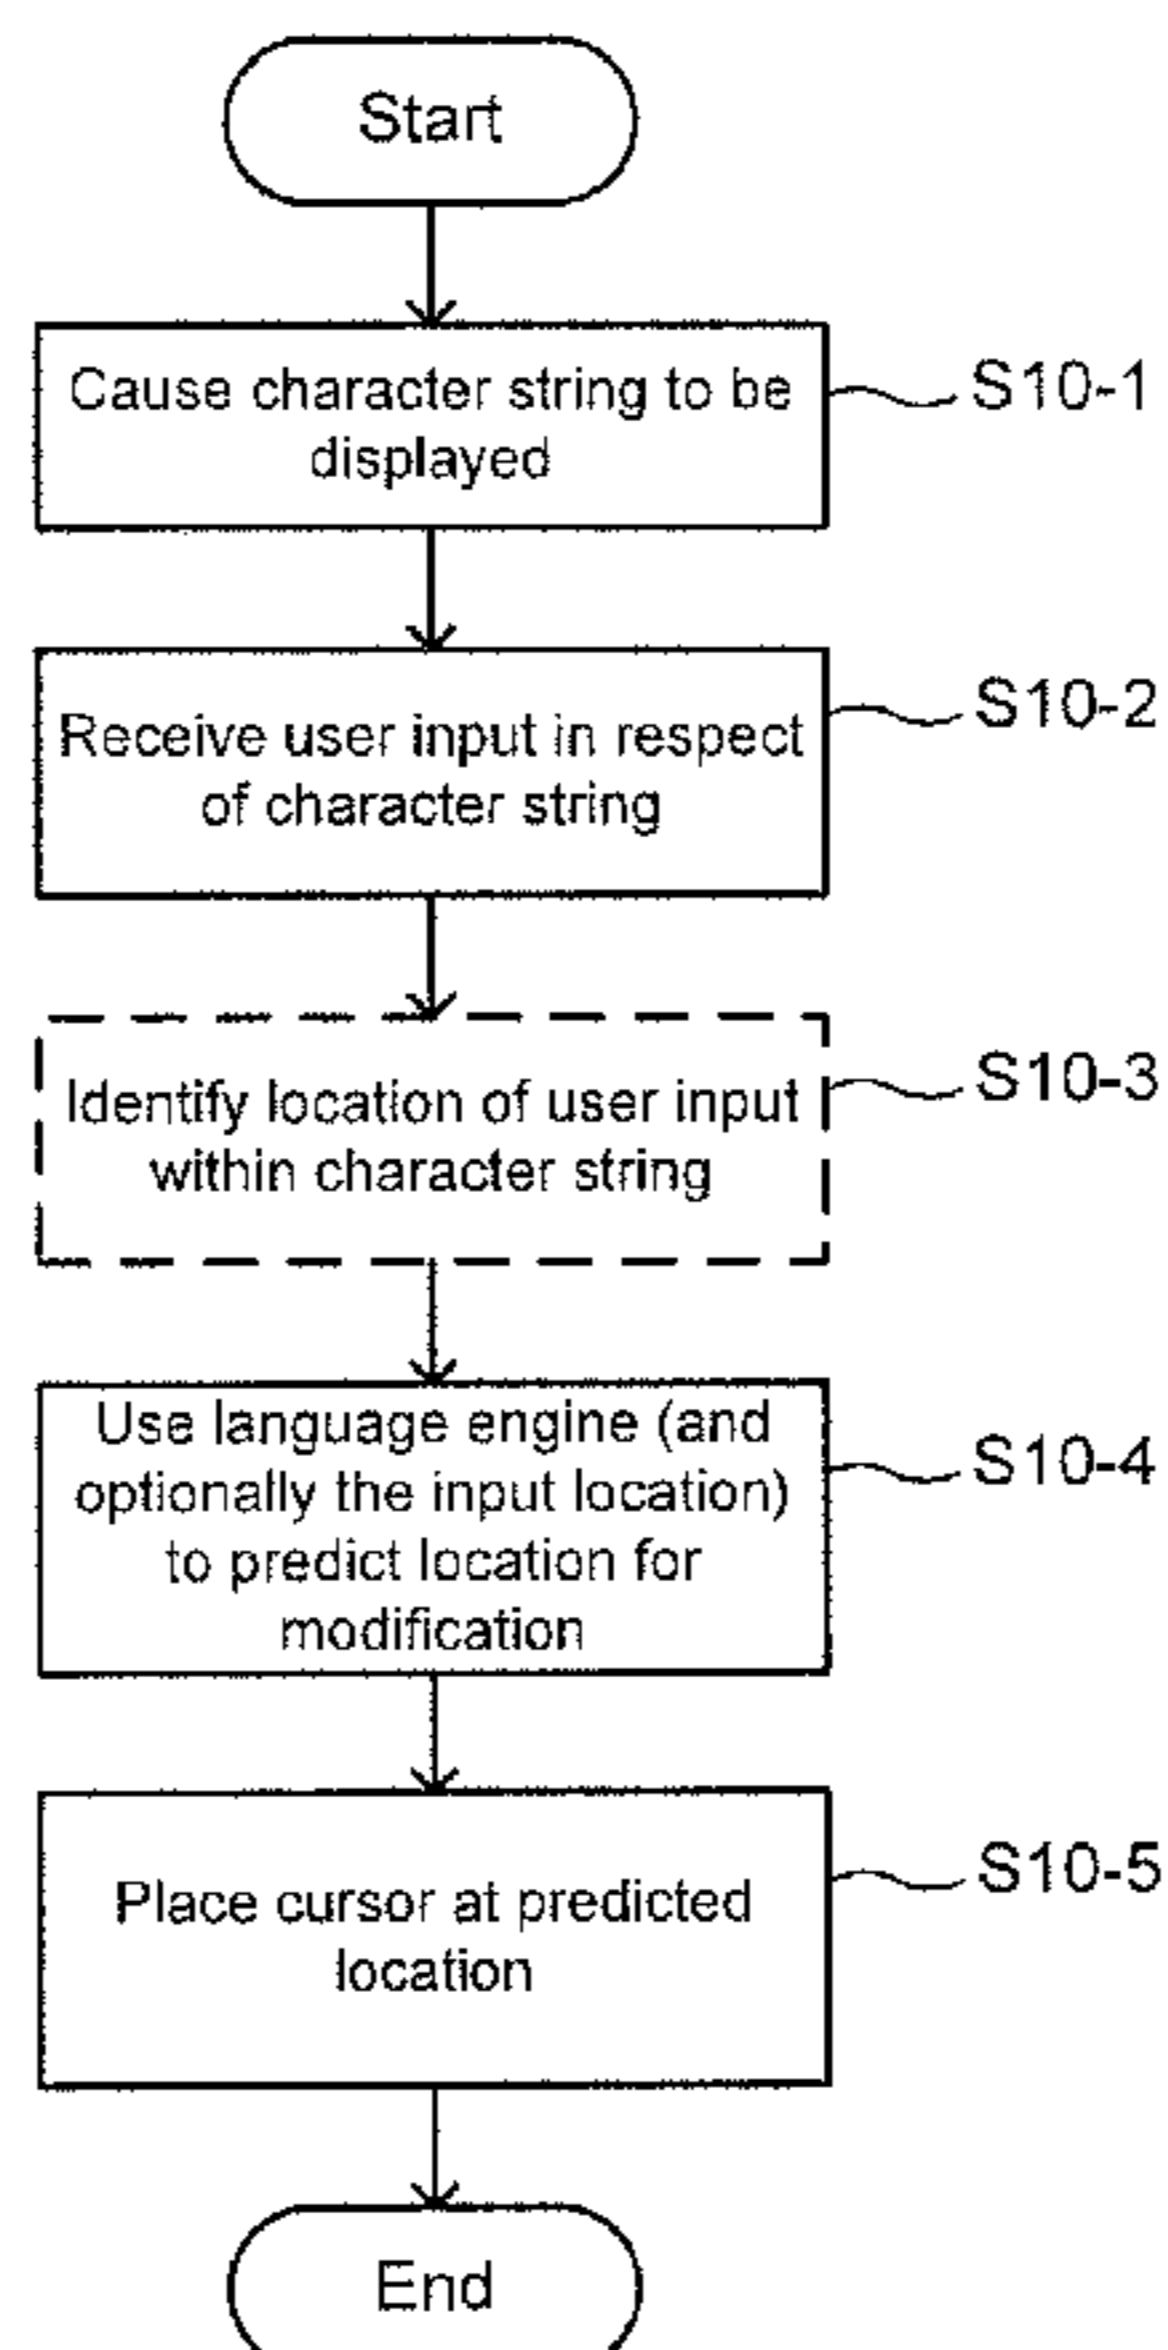 Start
Cause character string to be
displayed
S10-1
Receive user input in respect
of character string
S10-2
Identify location of user input
within character string
S10-3
Use language engine (and
optionally the input location)
to predict location for
modification
S10-4
Place cursor at predicted
location
S10-5
End